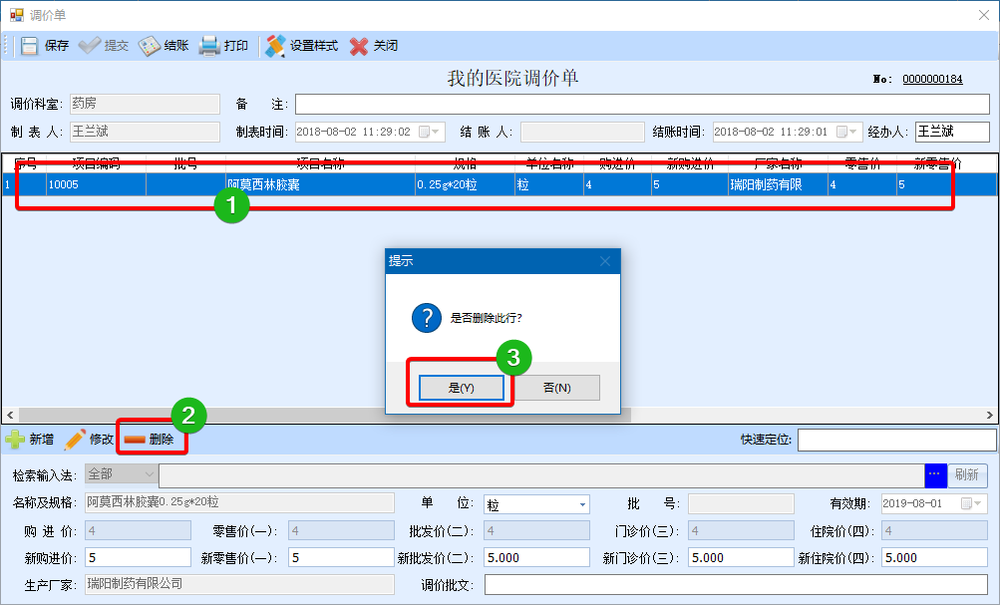 调价单
保存 提交 结账 打印 设置样式 关闭
我的医院调价单 No: 0000000184
调价科室: 药房 备 注:
制 表 人: 王兰斌 制表时间: 2018-08-02 11:29:02 结 账 人: 结账时间: 2018-08-02 11:29:01 经办人: 王兰斌
序号 项目编码 批号 项目名称 规格 单位名称 购进价 新购进价 厂家名称 零售价 新零售价
1 10005 阿莫西林胶囊 0.25g*20粒 粒 4 5 瑞阳制药有限 4 5
1
提示
是否删除此行?
3
是(Y) 否(N)
2
新增 修改 删除 快速定位:
检索输入法: 全部 ... 刷新
名称及规格: 阿莫西林胶囊0.25g*20粒 单 位: 粒 批 号: 有效期: 2019-08-01
购 进 价: 4 零售价(一): 4 批发价(二): 4 门诊价(三): 4 住院价(四): 4
新购进价: 5 新零售价(一): 5 新批发价(二): 5.000 新门诊价(三): 5.000 新住院价(四): 5.000
生产厂家: 瑞阳制药有限公司 调价批文: